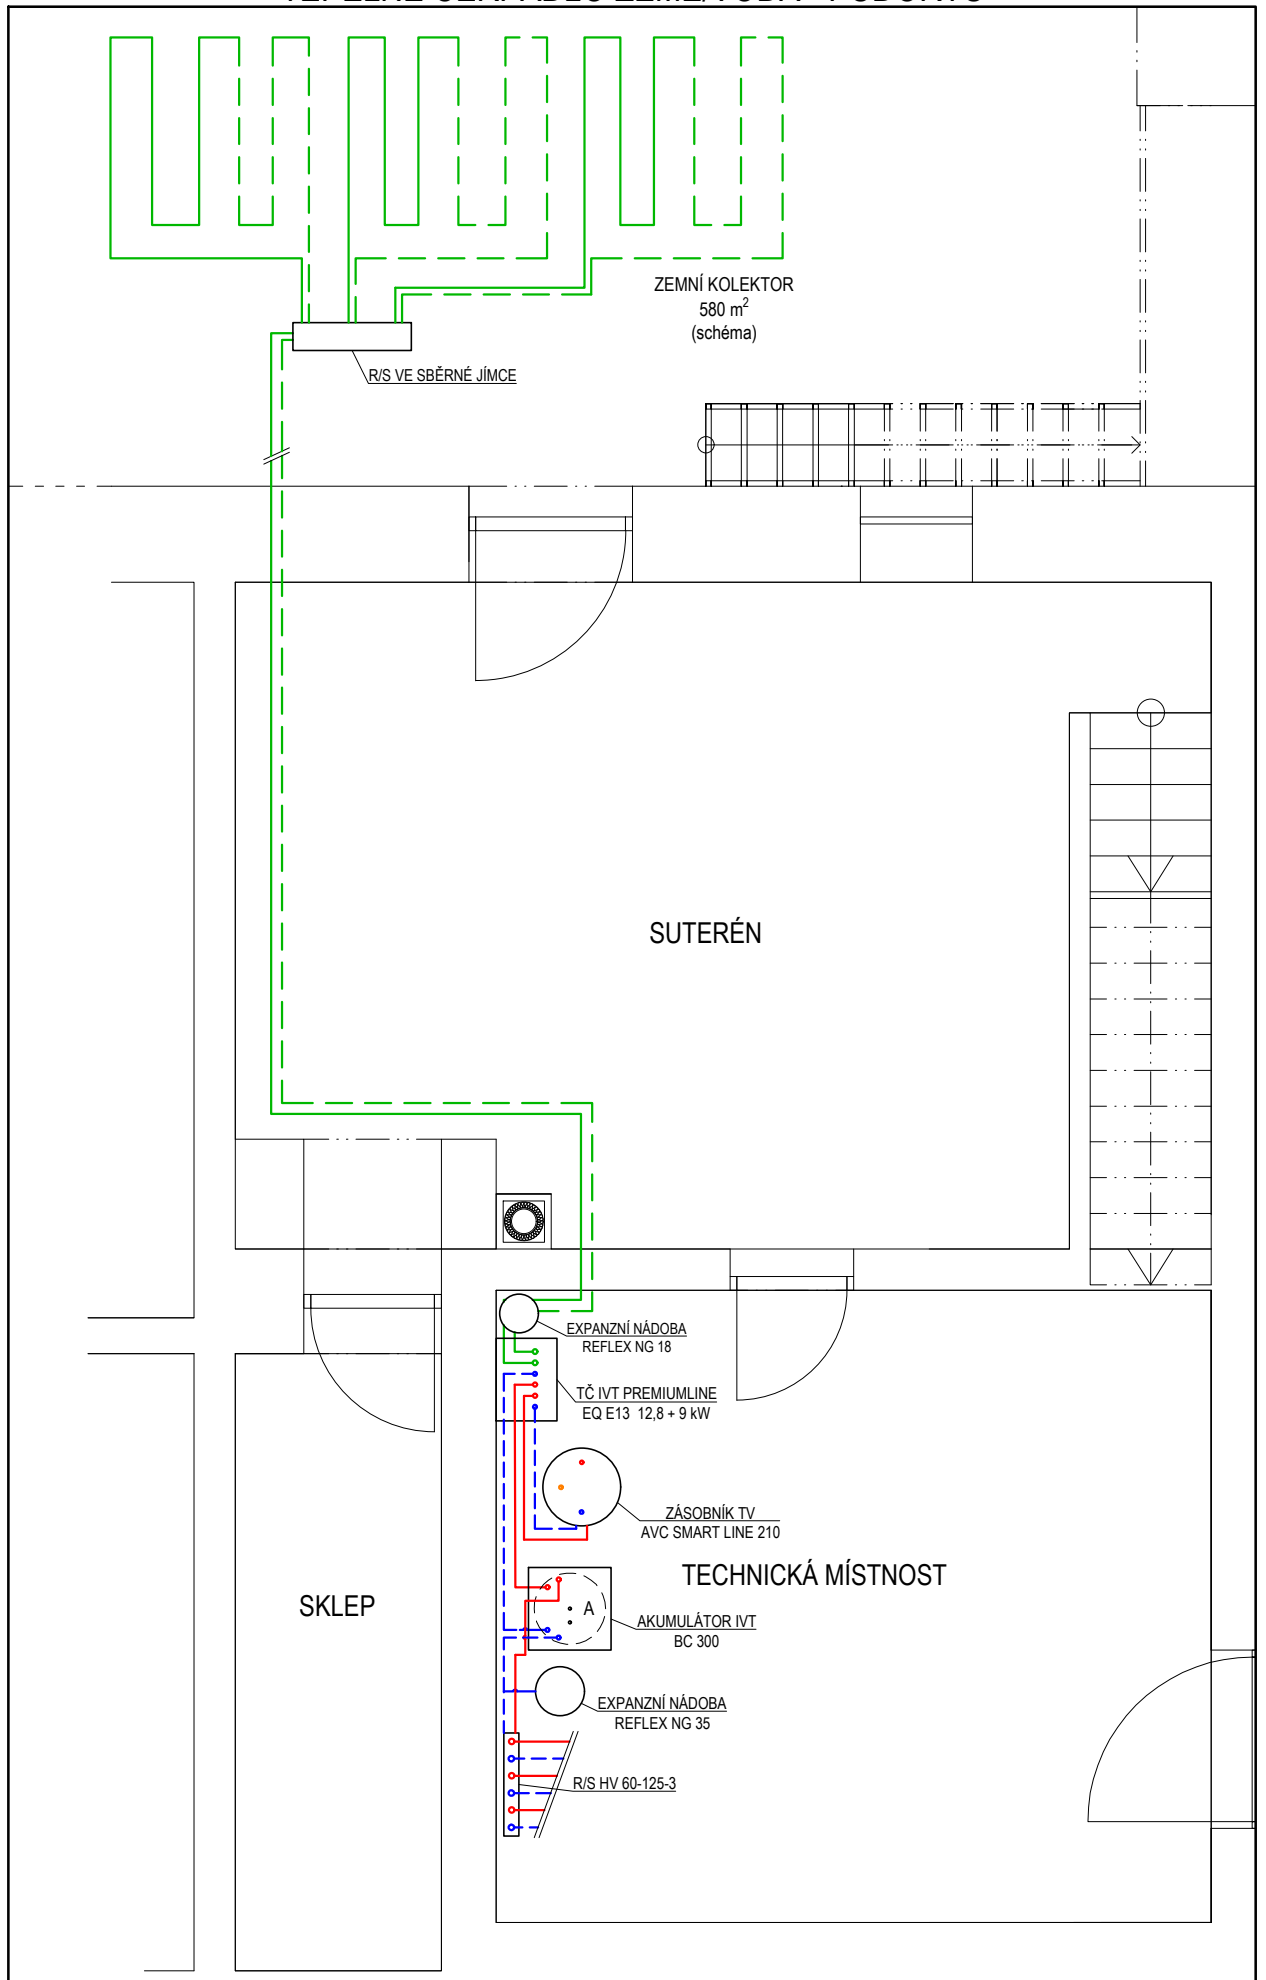 ZEMNÍ KOLEKTOR
580 m²
(schéma)
R/S VE SBĚRNÉ JÍMCE
SUTERÉN
EXPANZNÍ NÁDOBA
REFLEX NG 18
TČ IVT PREMIUMLINE
EQ E13 12,8 + 9 kW
ZÁSOBNÍK TV
AVC SMART LINE 210
TECHNICKÁ MÍSTNOST
SKLEP
A
AKUMULÁTOR IVT
BC 300
EXPANZNÍ NÁDOBA
REFLEX NG 35
R/S HV 60-125-3